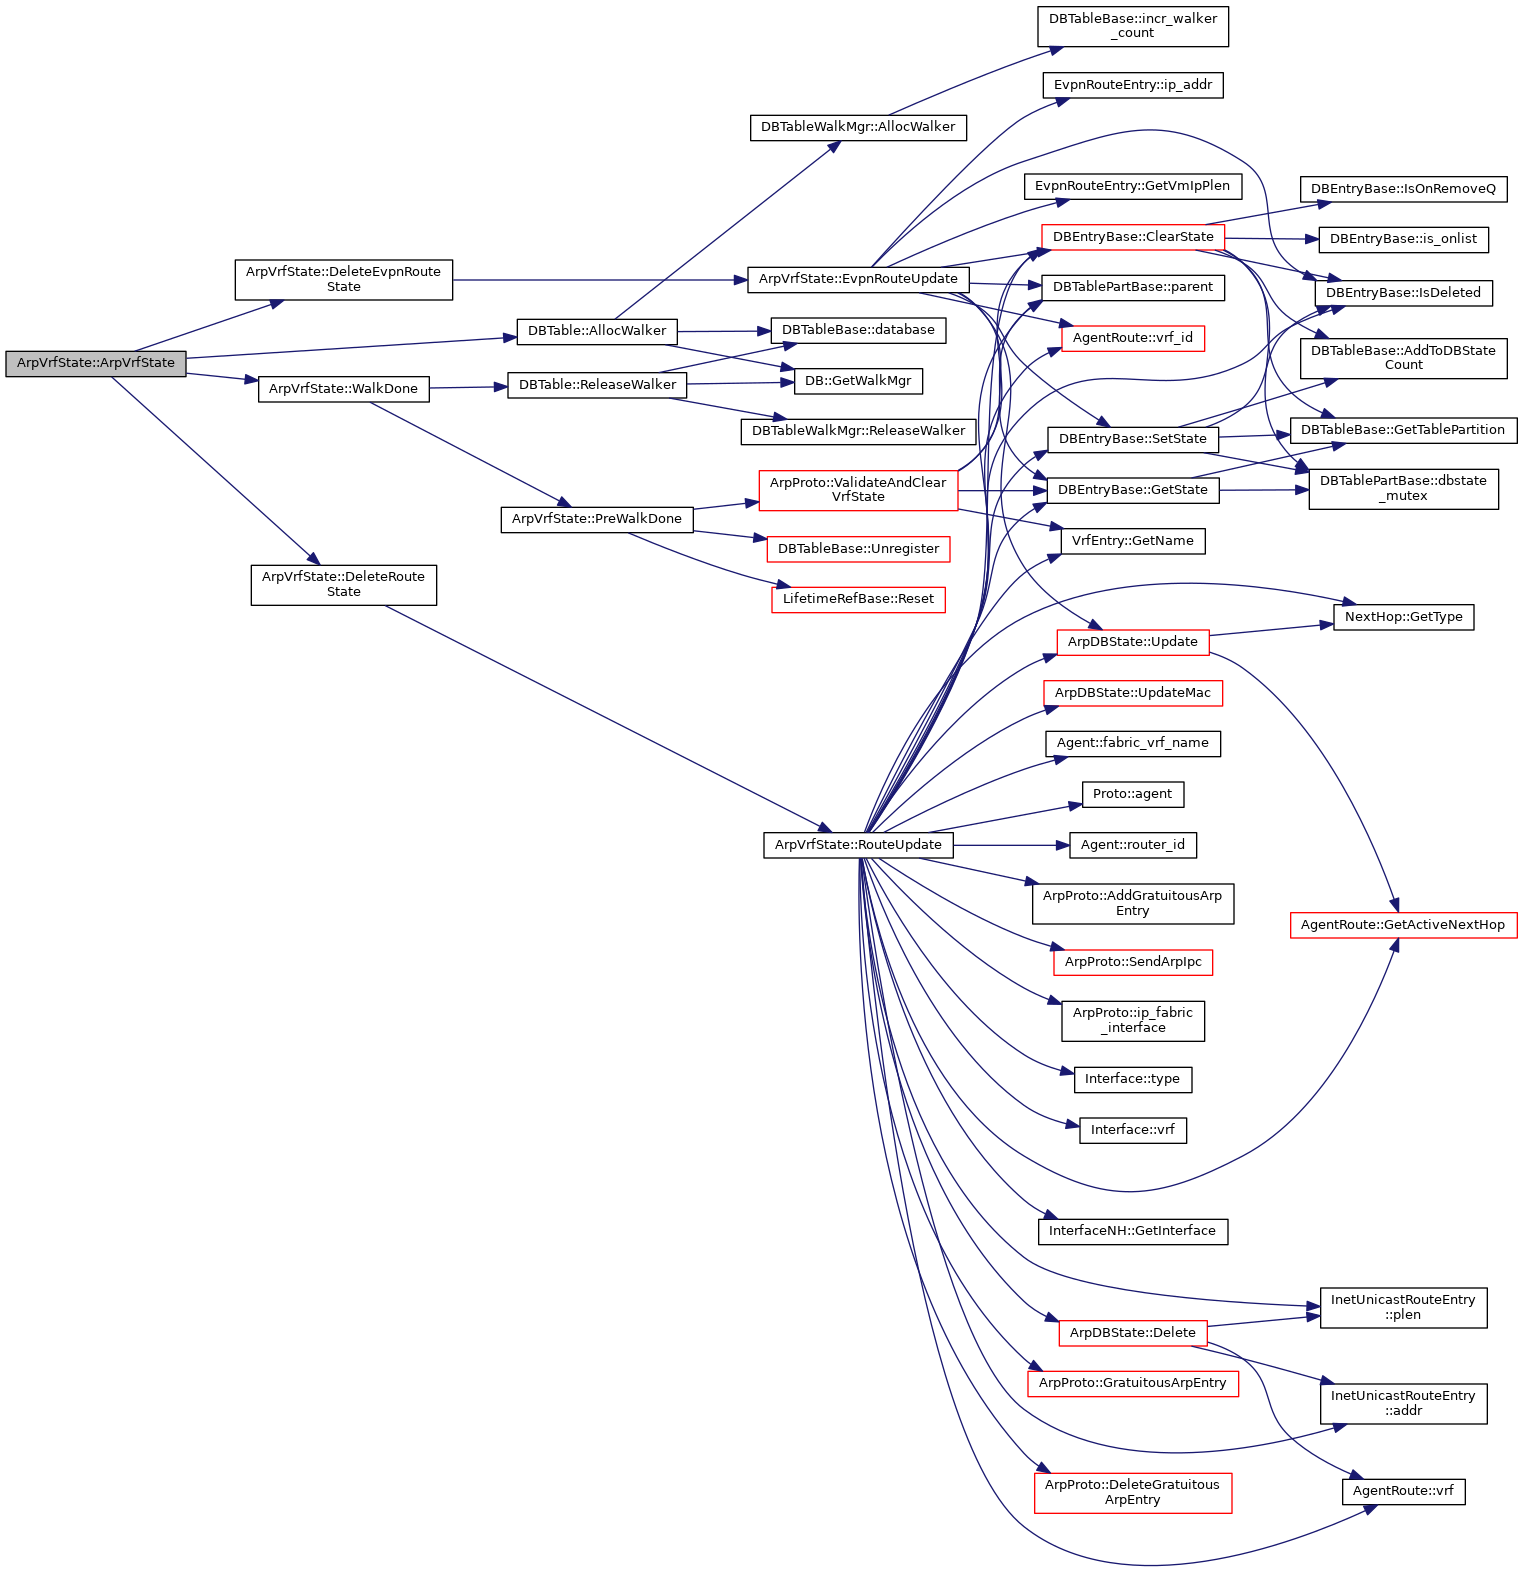 DBTableBase::incr_walker
_count
EvpnRouteEntry::ip_addr
DBTableWalkMgr::AllocWalker
EvpnRouteEntry::GetVmIpPlen
DBEntryBase::IsOnRemoveQ
DBEntryBase::ClearState
DBEntryBase::is_onlist
ArpVrfState::DeleteEvpnRoute
State
ArpVrfState::EvpnRouteUpdate
DBTablePartBase::parent
DBEntryBase::IsDeleted
DBTable::AllocWalker
DBTableBase::database
AgentRoute::vrf_id
DBTableBase::AddToDBState
Count
ArpVrfState::ArpVrfState
ArpVrfState::WalkDone
DBTable::ReleaseWalker
DB::GetWalkMgr
DBTableWalkMgr::ReleaseWalker
DBEntryBase::SetState
DBTableBase::GetTablePartition
ArpProto::ValidateAndClear
VrfState
DBEntryBase::GetState
DBTablePartBase::dbstate
_mutex
ArpVrfState::PreWalkDone
DBTableBase::Unregister
VrfEntry::GetName
ArpVrfState::DeleteRoute
State
LifetimeRefBase::Reset
NextHop::GetType
ArpDBState::Update
ArpDBState::UpdateMac
Agent::fabric_vrf_name
Proto::agent
ArpVrfState::RouteUpdate
Agent::router_id
ArpProto::AddGratuitousArp
Entry
AgentRoute::GetActiveNextHop
ArpProto::SendArpIpc
ArpProto::ip_fabric
_interface
Interface::type
Interface::vrf
InterfaceNH::GetInterface
InetUnicastRouteEntry
::plen
ArpDBState::Delete
ArpProto::GratuitousArpEntry
InetUnicastRouteEntry
::addr
ArpProto::DeleteGratuitous
ArpEntry
AgentRoute::vrf